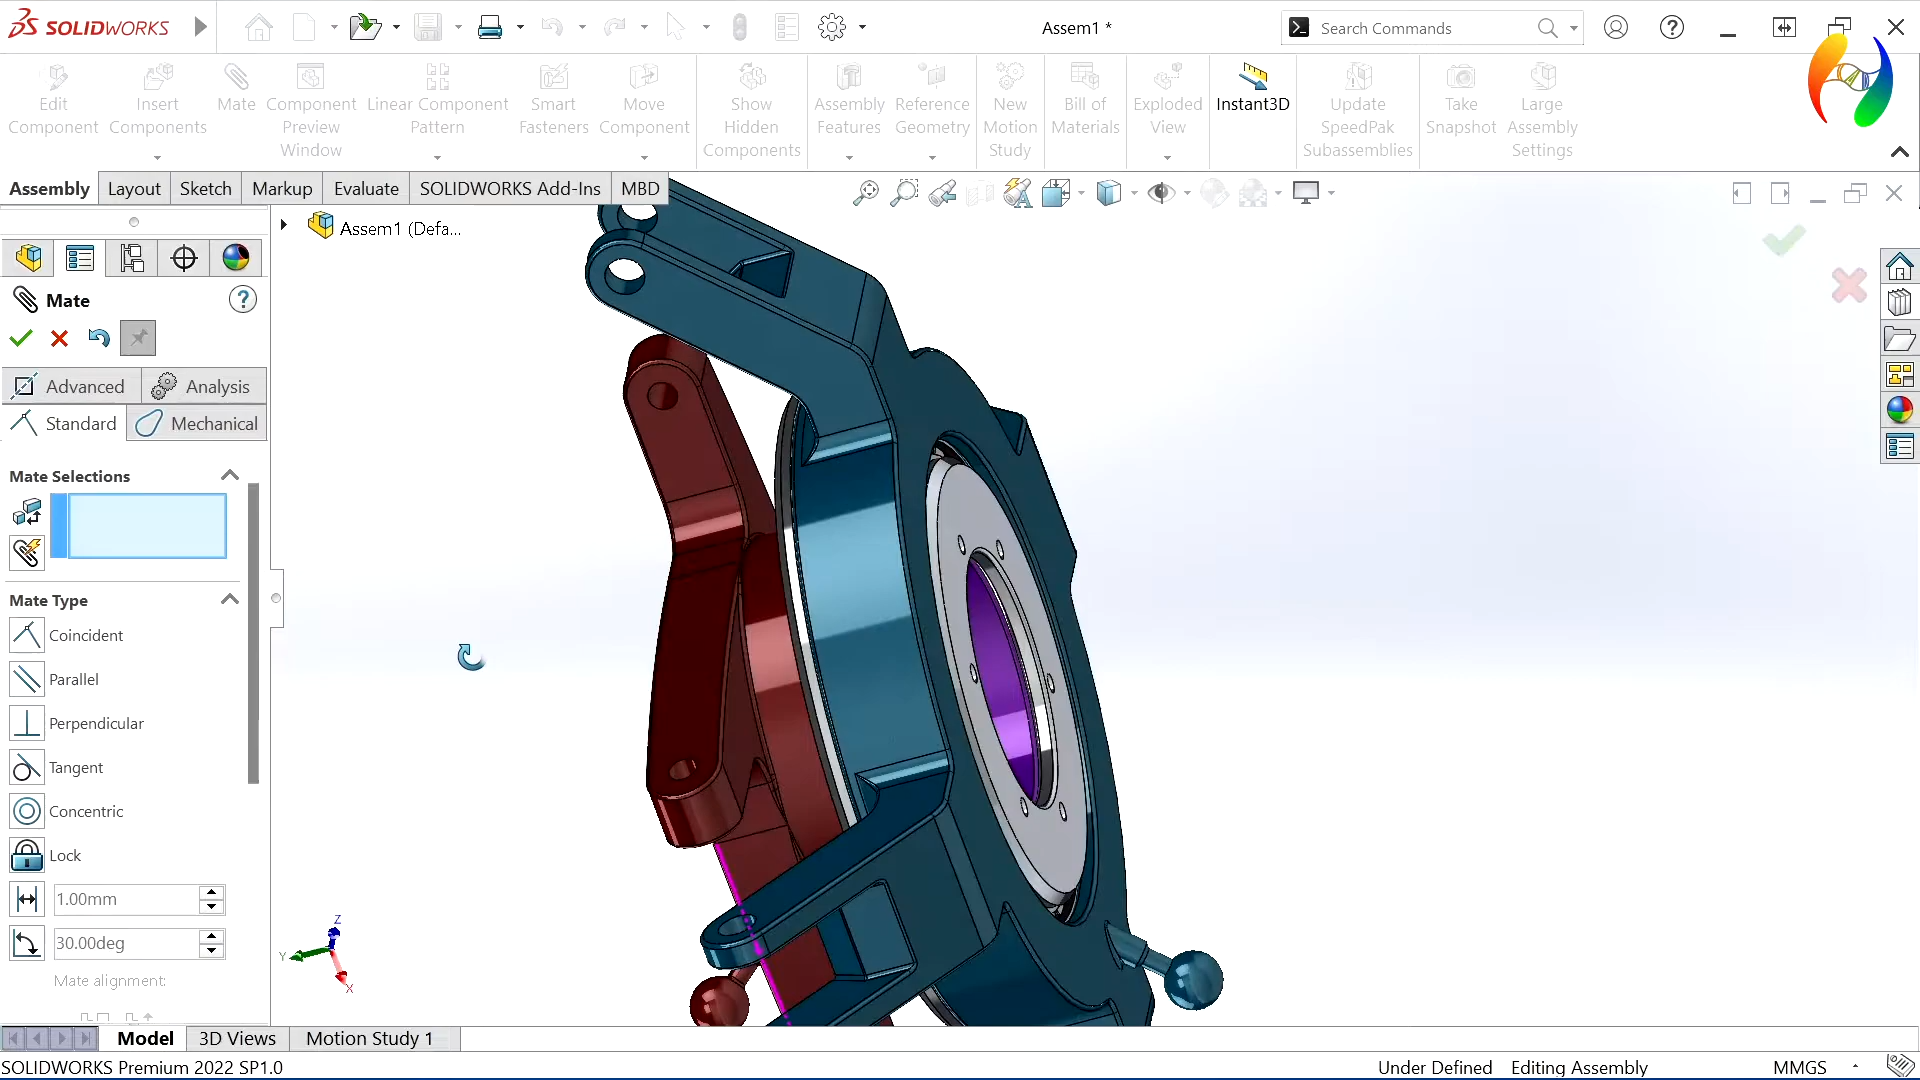 SOLIDWORKS
Assem1 *
Search Commands
Edit Component
Insert Components
Mate
Component Preview Window
Linear Component Pattern
Smart Fasteners
Move Component
Show Hidden Components
Assembly Features
Reference Geometry
New Motion Study
Bill of Materials
Exploded View
Instant3D
Update SpeedPak Subassemblies
Take Snapshot
Large Assembly Settings
Assembly
Layout
Sketch
Markup
Evaluate
SOLIDWORKS Add-Ins
MBD
Assem1 (Defa...
Mate
Advanced
Analysis
Standard
Mechanical
Mate Selections
Mate Type
Coincident
Parallel
Perpendicular
Tangent
Concentric
Lock
1.00mm
30.00deg
Mate alignment:
Z
Y
X
Model
3D Views
Motion Study 1
SOLIDWORKS Premium 2022 SP1.0
Under Defined
Editing Assembly
MMGS